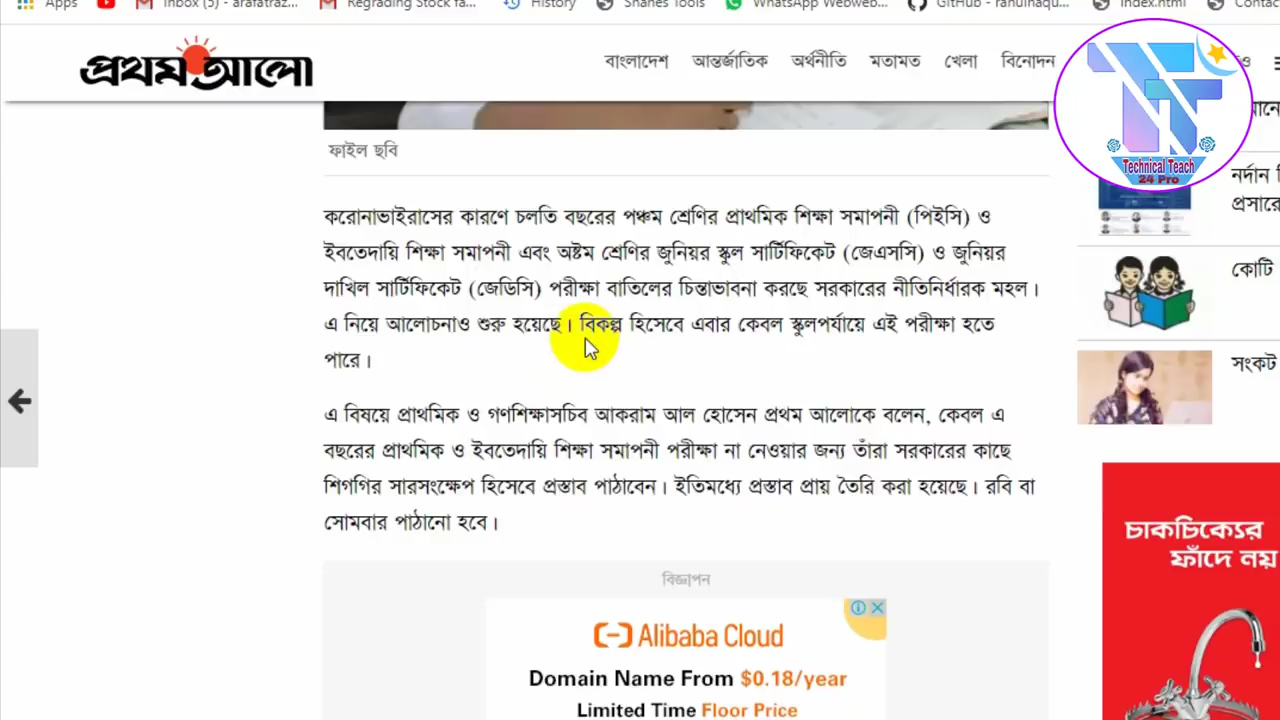 Apps Inbox (5) - arafatraz... Regrading Stock fa... History Shanes Tools WhatsApp Webweb... GitHub - rahulnaqu... Index.html Contac
প্রথম আলো
বাংলাদেশ আন্তর্জাতিক অর্থনীতি মতামত খেলা বিনোদন
Technical Teach
24 Pro
ফাইল ছবি
নর্দান
প্রসারে
করোনাভাইরাসের কারণে চলতি বছরের পঞ্চম শ্রেণির প্রাথমিক শিক্ষা সমাপনী (পিইসি) ও
ইবতেদায়ি শিক্ষা সমাপনী এবং অষ্টম শ্রেণির জুনিয়র স্কুল সার্টিফিকেট (জেএসসি) ও জুনিয়র
কোটি
দাখিল সার্টিফিকেট (জেডিসি) পরীক্ষা বাতিলের চিন্তাভাবনা করছে সরকারের নীতিনির্ধারক মহল।
এ নিয়ে আলোচনাও শুরু হয়েছে। বিকল্প হিসেবে এবার কেবল স্কুলপর্যায়ে এই পরীক্ষা হতে
পারে।
সংকট
এ বিষয়ে প্রাথমিক ও গণশিক্ষাসচিব আকরাম আল হোসেন প্রথম আলোকে বলেন, কেবল এ
বছরের প্রাথমিক ও ইবতেদায়ি শিক্ষা সমাপনী পরীক্ষা না নেওয়ার জন্য তাঁরা সরকারের কাছে
শিগগির সারসংক্ষেপ হিসেবে প্রস্তাব পাঠাবেন। ইতিমধ্যে প্রস্তাব প্রায় তৈরি করা হয়েছে। রবি বা
সোমবার পাঠানো হবে।
চাকচিক্যের
ফাঁদে নয়
বিজ্ঞাপন
Alibaba Cloud
Domain Name From $0.18/year
Limited Time Floor Price